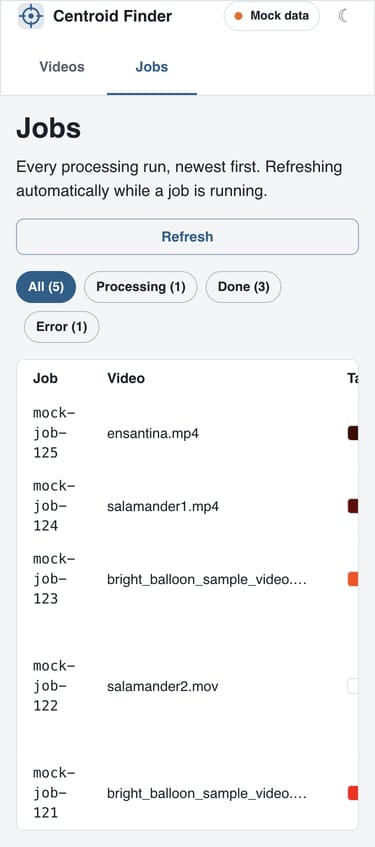 Centroid Finder
Mock data
Videos
Jobs
Jobs
Every processing run, newest first. Refreshing
automatically while a job is running.
Refresh
All (5)
Processing (1)
Done (3)
Error (1)
Job Video Ta
mock-
job-
125
ensantina.mp4
mock-
job-
124
salamander1.mp4
mock-
job-
123
bright_balloon_sample_video....
mock-
job-
122
salamander2.mov
mock-
job-
121
bright_balloon_sample_video....